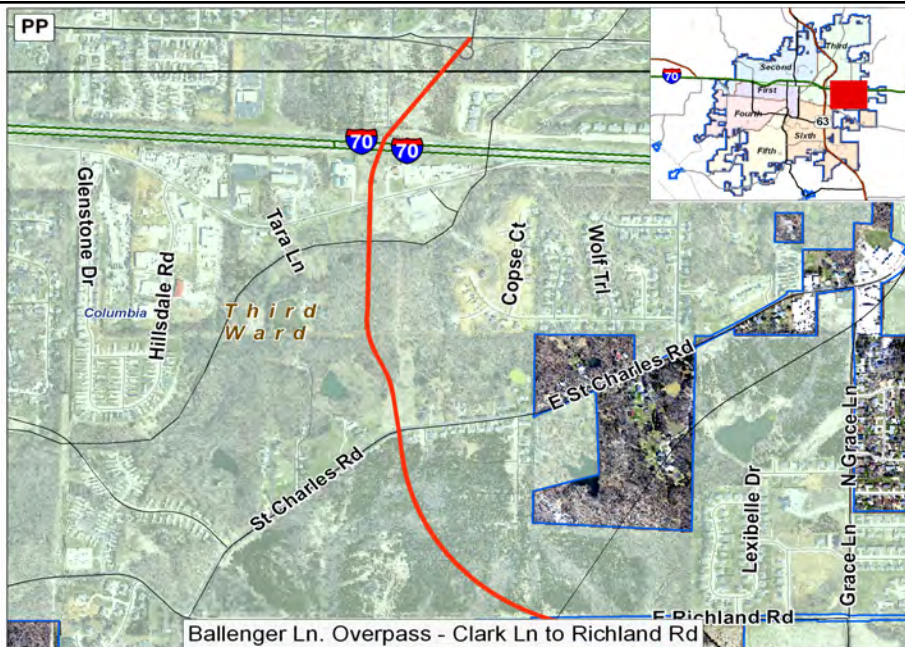 PP
Second
Third
70
First
Fourth
63
Sixth
Fifth
70
70
Glenstone Dr
Hillsdale Rd
Tara Ln
Copse Ct
Wolf Trl
Columbia
Third
Ward
E St Charles Rd
St Charles Rd
N Grace Ln
Lexibelle Dr
Grace Ln
E Richland Rd
Ballenger Ln. Overpass - Clark Ln to Richland Rd